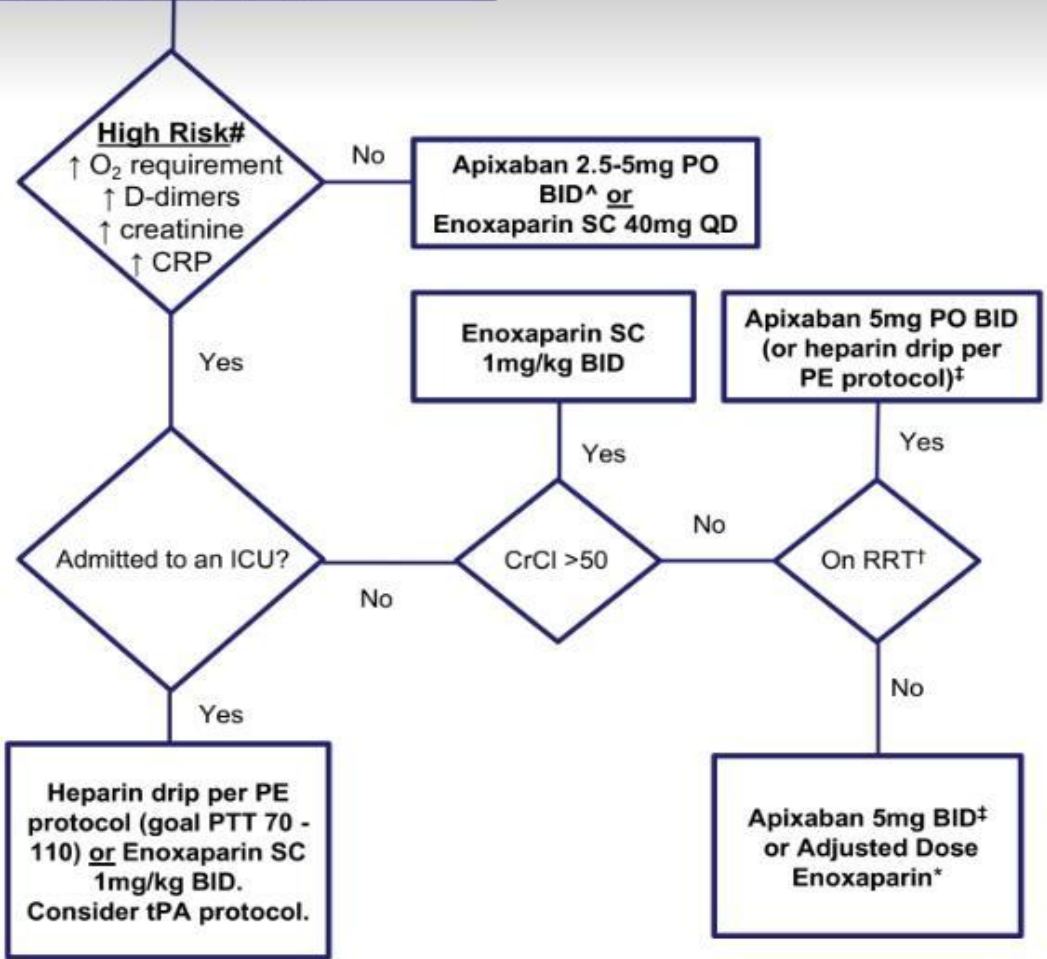 High Risk#
↑ O₂ requirement
↑ D-dimers
↑ creatinine
↑ CRP
No
Apixaban 2.5-5mg PO
BID^ or
Enoxaparin SC 40mg QD
Yes
Enoxaparin SC
1mg/kg BID
Apixaban 5mg PO BID
(or heparin drip per
PE protocol)‡
Yes
Yes
Admitted to an ICU?
No
CrCl >50
No
On RRT†
Yes
No
Heparin drip per PE
protocol (goal PTT 70 -
110) or Enoxaparin SC
1mg/kg BID.
Consider tPA protocol.
Apixaban 5mg BID‡
or Adjusted Dose
Enoxaparin*